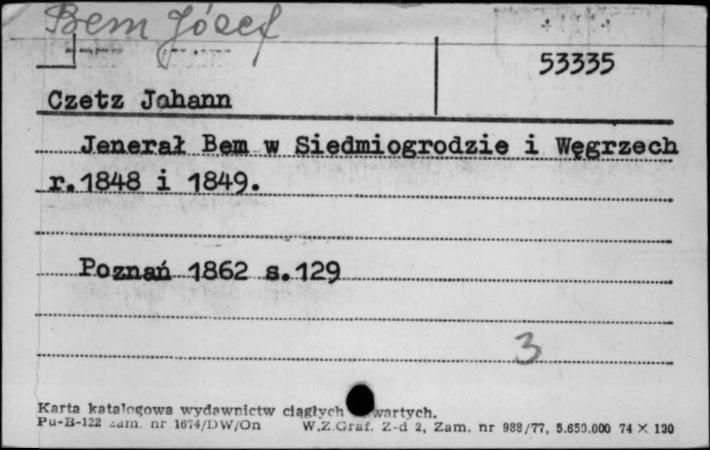 Bem Józef
53335
Czetz Johann
Jenerał Bem w Siedmiogrodzie i Węgrzech
r.1848 i 1849.
Poznań 1862 s.129
3
Karta katalogowa wydawnictw ciągłych wartych.
Pu-B-122 zam. nr 1674/DW/On W.Z.Graf. Z-d 2, Zam. nr 988/77, 5.650.000 74 X 120